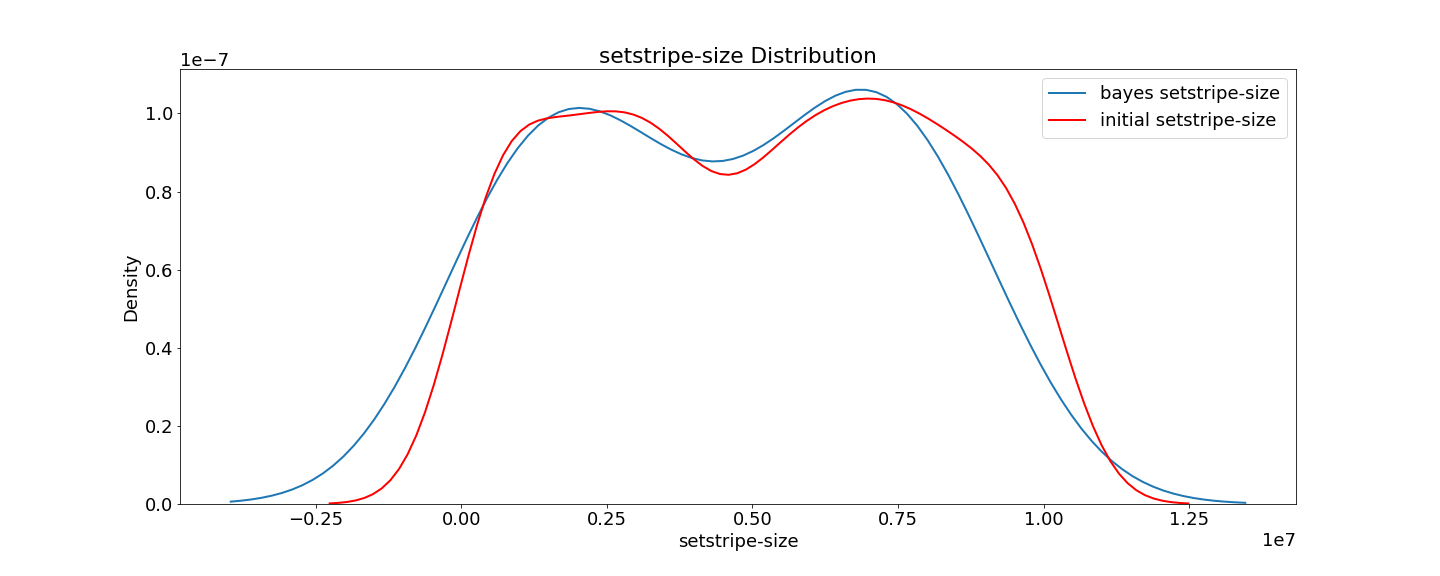 setstripe-size Distribution
1e−7
bayes setstripe-size
initial setstripe-size
1.0
0.8
0.6
0.4
0.2
0.0
Density
−0.25 0.00 0.25 0.50 0.75 1.00 1.25
setstripe-size
1e7